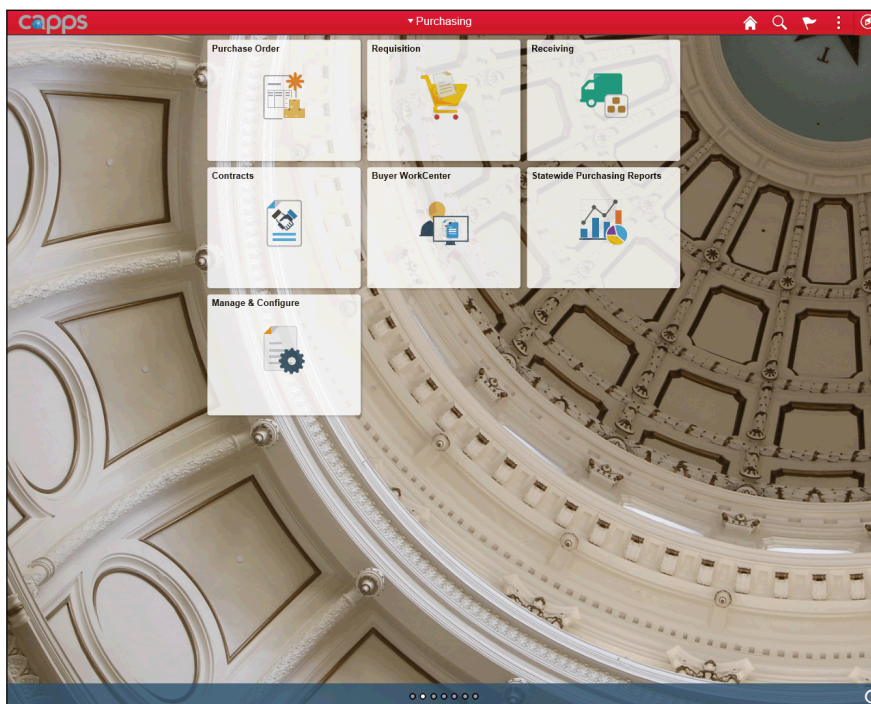 capps
Purchasing
Purchase Order
Requisition
Receiving
Contracts
Buyer WorkCenter
Statewide Purchasing Reports
Manage & Configure